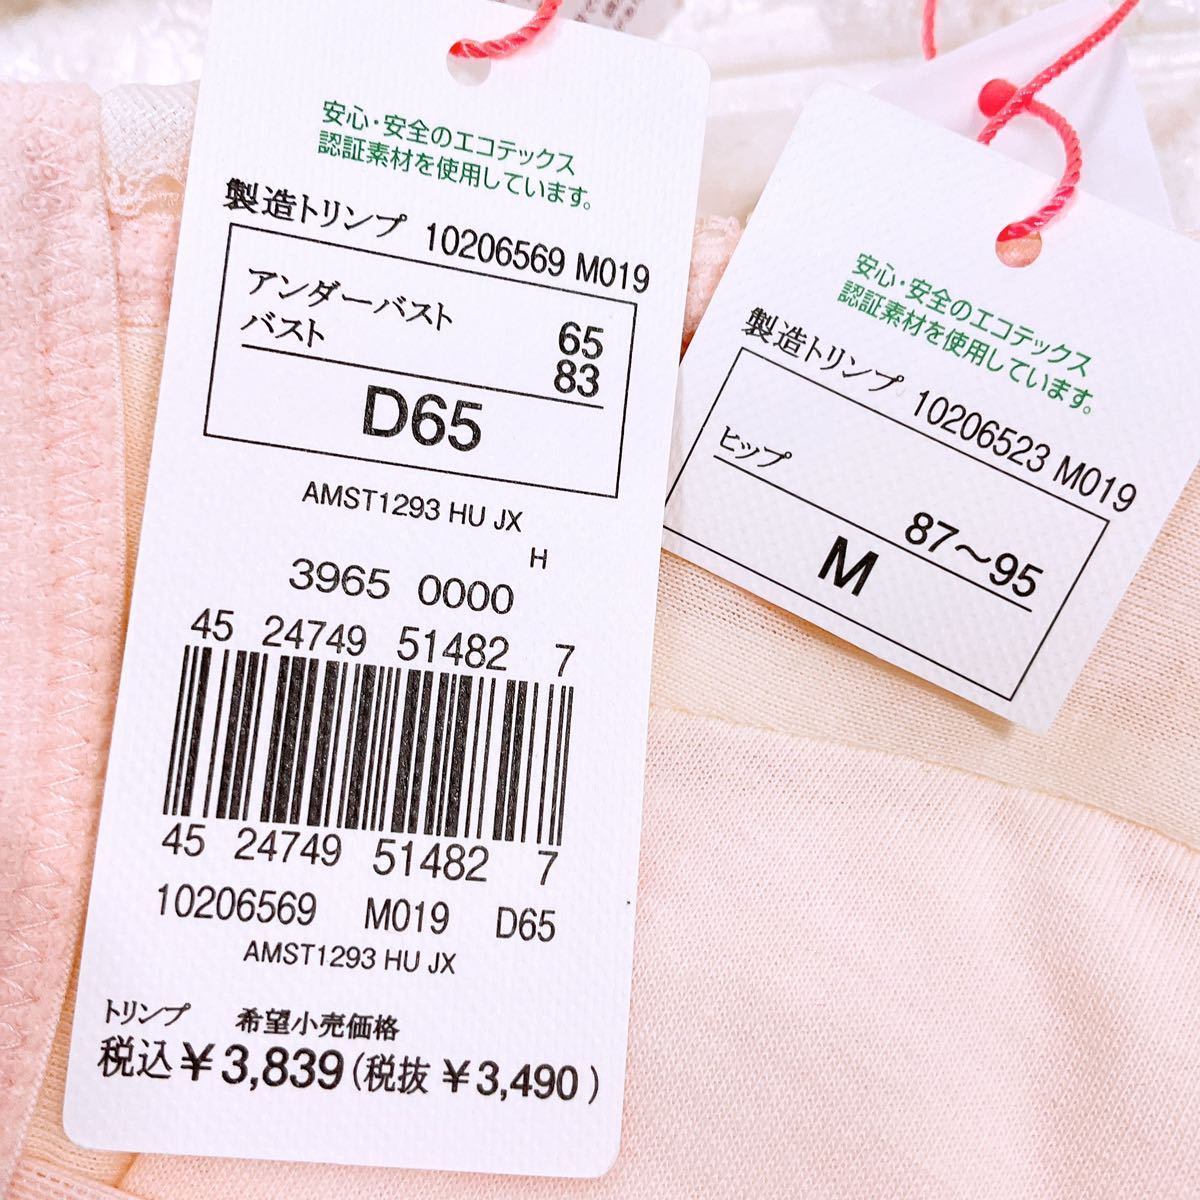 安心・安全のエコテックス
認証素材を使用しています。
製造トリンプ 10206569 M019
アンダーバスト 65
バスト 83
D65
AMST1293 HU JX
H
3965 0000
45 24749 51482 7
45 24749 51482 7
10206569 M019 D65
AMST1293 HU JX
トリンプ 希望小売価格
税込¥3,839(税抜 ¥3,490)
安心・安全のエコテックス
認証素材を使用しています。
製造トリンプ 10206523 M019
ヒップ 87～95
M